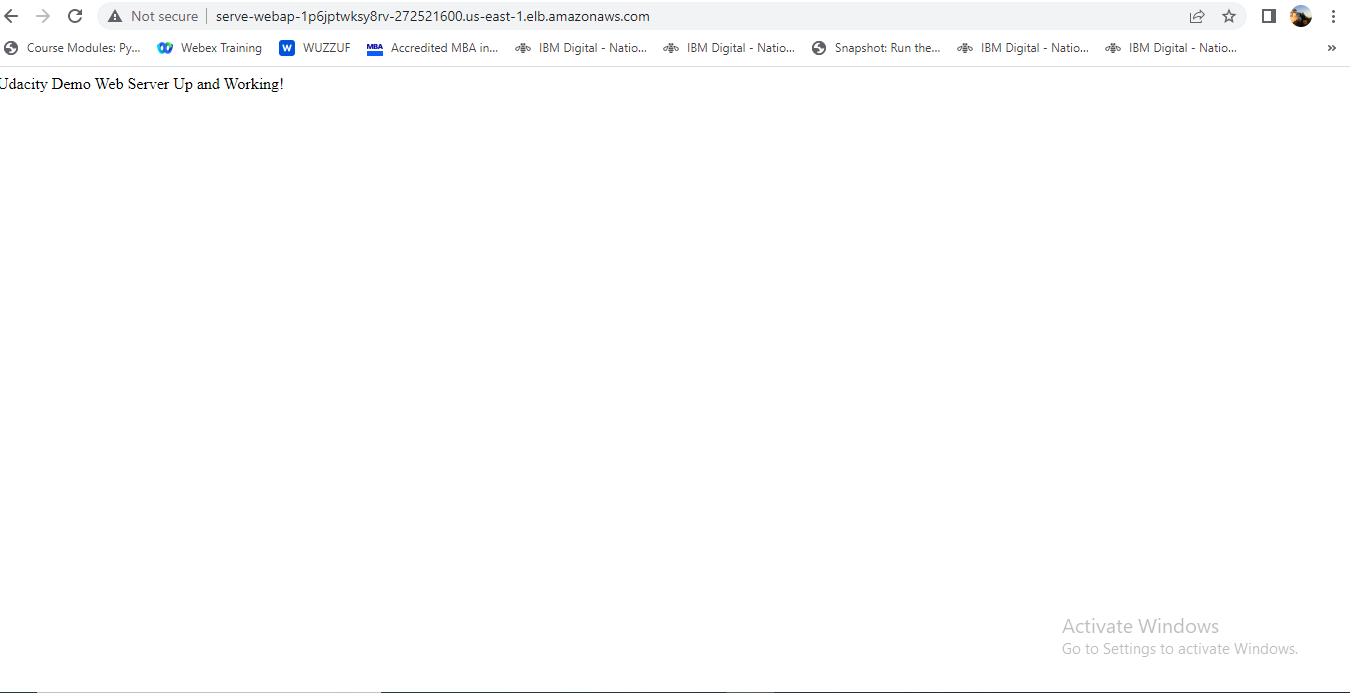 Not secure serve-webap-1p6jptwksy8rv-272521600.us-east-1.elb.amazonaws.com
Course Modules: Py... Webex Training W WUZZUF MBA Accredited MBA in... IBM Digital - Natio... IBM Digital - Natio... Snapshot: Run the... IBM Digital - Natio... IBM Digital - Natio... »
Udacity Demo Web Server Up and Working!
Activate Windows
Go to Settings to activate Windows.